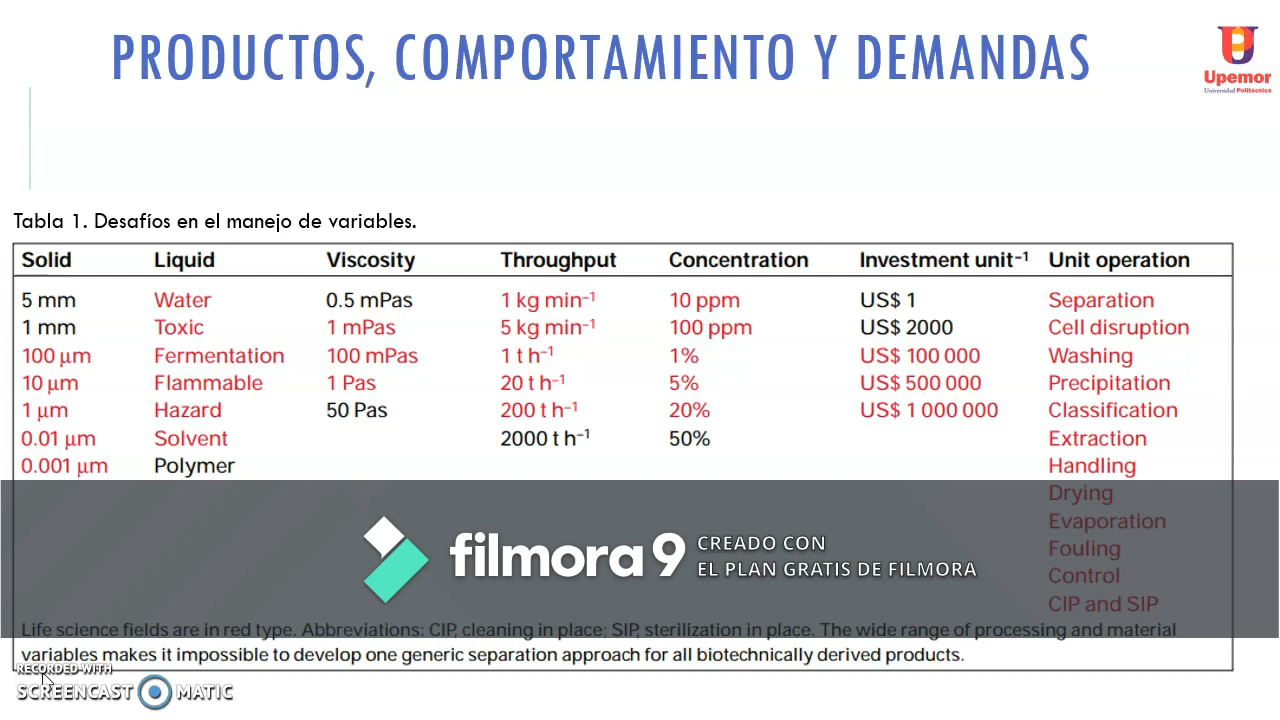 PRODUCTOS, COMPORTAMIENTO Y DEMANDAS
Upemor
Universidad Politécnica
Tabla 1. Desafíos en el manejo de variables.
Solid Liquid Viscosity Throughput Concentration Investment unit⁻¹ Unit operation
5 mm Water 0.5 mPas 1 kg min⁻¹ 10 ppm US$ 1 Separation
1 mm Toxic 1 mPas 5 kg min⁻¹ 100 ppm US$ 2000 Cell disruption
100 µm Fermentation 100 mPas 1 t h⁻¹ 1% US$ 100 000 Washing
10 µm Flammable 1 Pas 20 t h⁻¹ 5% US$ 500 000 Precipitation
1 µm Hazard 50 Pas 200 t h⁻¹ 20% US$ 1 000 000 Classification
0.01 µm Solvent 2000 t h⁻¹ 50% Extraction
0.001 µm Polymer Handling
Drying
Evaporation
Fouling
Control
CIP and SIP
filmora 9 CREADO CON
EL PLAN GRATIS DE FILMORA
Life science fields are in red type. Abbreviations: CIP, cleaning in place; SIP, sterilization in place. The wide range of processing and material
variables makes it impossible to develop one generic separation approach for all biotechnically derived products.
RECORDED WITH
SCREENCAST MATIC